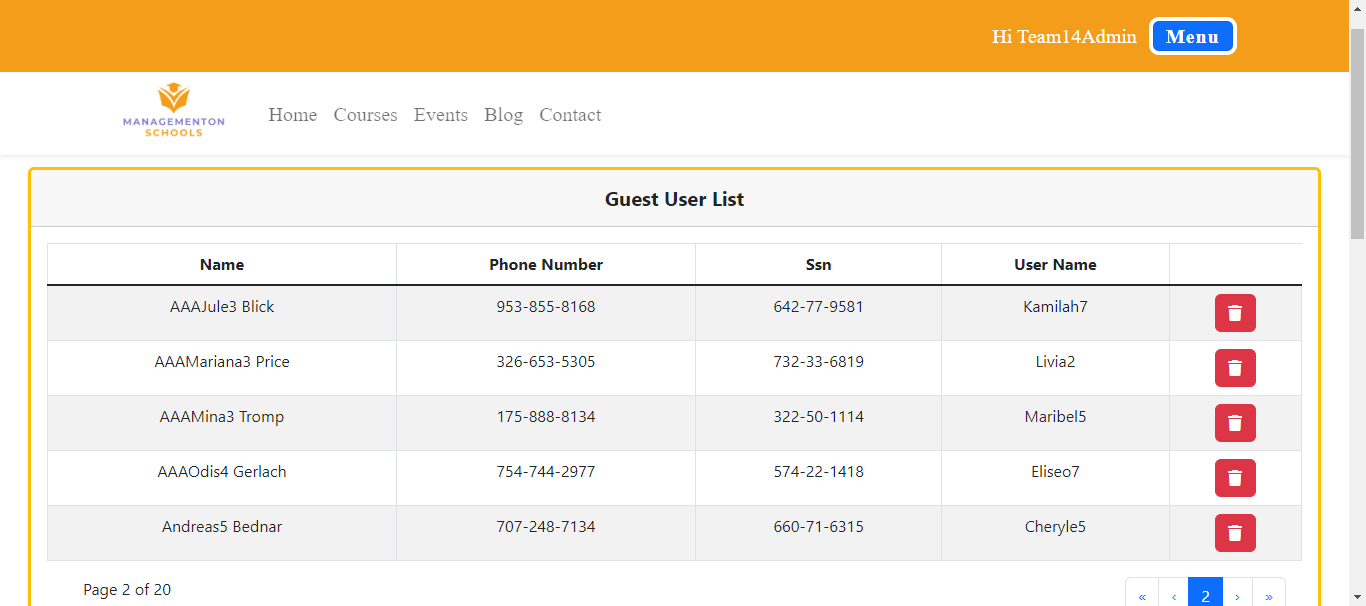 Hi Team14Admin Menu
MANAGEMENTON
SCHOOLS
Home Courses Events Blog Contact
Guest User List
Name Phone Number Ssn User Name
AAAJule3 Blick 953-855-8168 642-77-9581 Kamilah7
AAAMariana3 Price 326-653-5305 732-33-6819 Livia2
AAAMina3 Tromp 175-888-8134 322-50-1114 Maribel5
AAAOdis4 Gerlach 754-744-2977 574-22-1418 Eliseo7
Andreas5 Bednar 707-248-7134 660-71-6315 Cheryle5
Page 2 of 20 « ‹ 2 › »